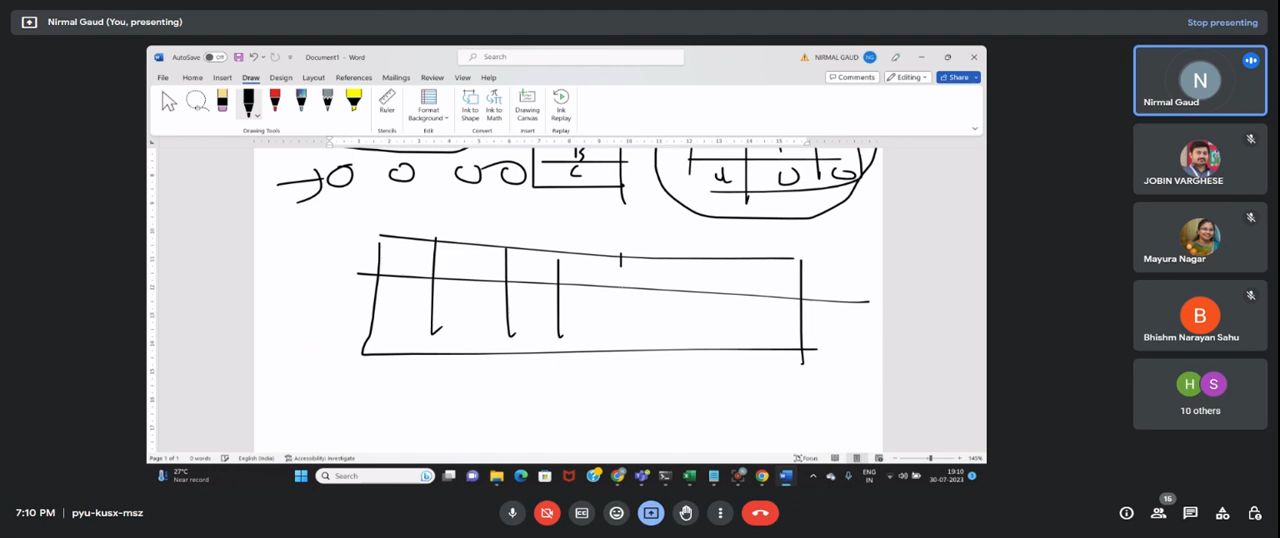 Nirmal Gaud (You, presenting)
Stop presenting
AutoSave Off Document1 - Word Search NIRMAL GAUD NG
File Home Insert Draw Design Layout References Mailings Review View Help Comments Editing Share
Ruler Format Background Ink to Shape Ink to Math Drawing Canvas Ink Replay
Drawing Tools Stencils Edit Convert Insert Replay
B
C
N
Nirmal Gaud
JOBIN VARGHESE
Mayura Nagar
B
Bhishm Narayan Sahu
H S
10 others
Page 1 of 1 0 words English (India) Accessibility: Investigate Focus 145%
27°C
Near record
Search
ENG
IN
19:10
30-07-2023
7:10 PM pyu-kusx-msz
16